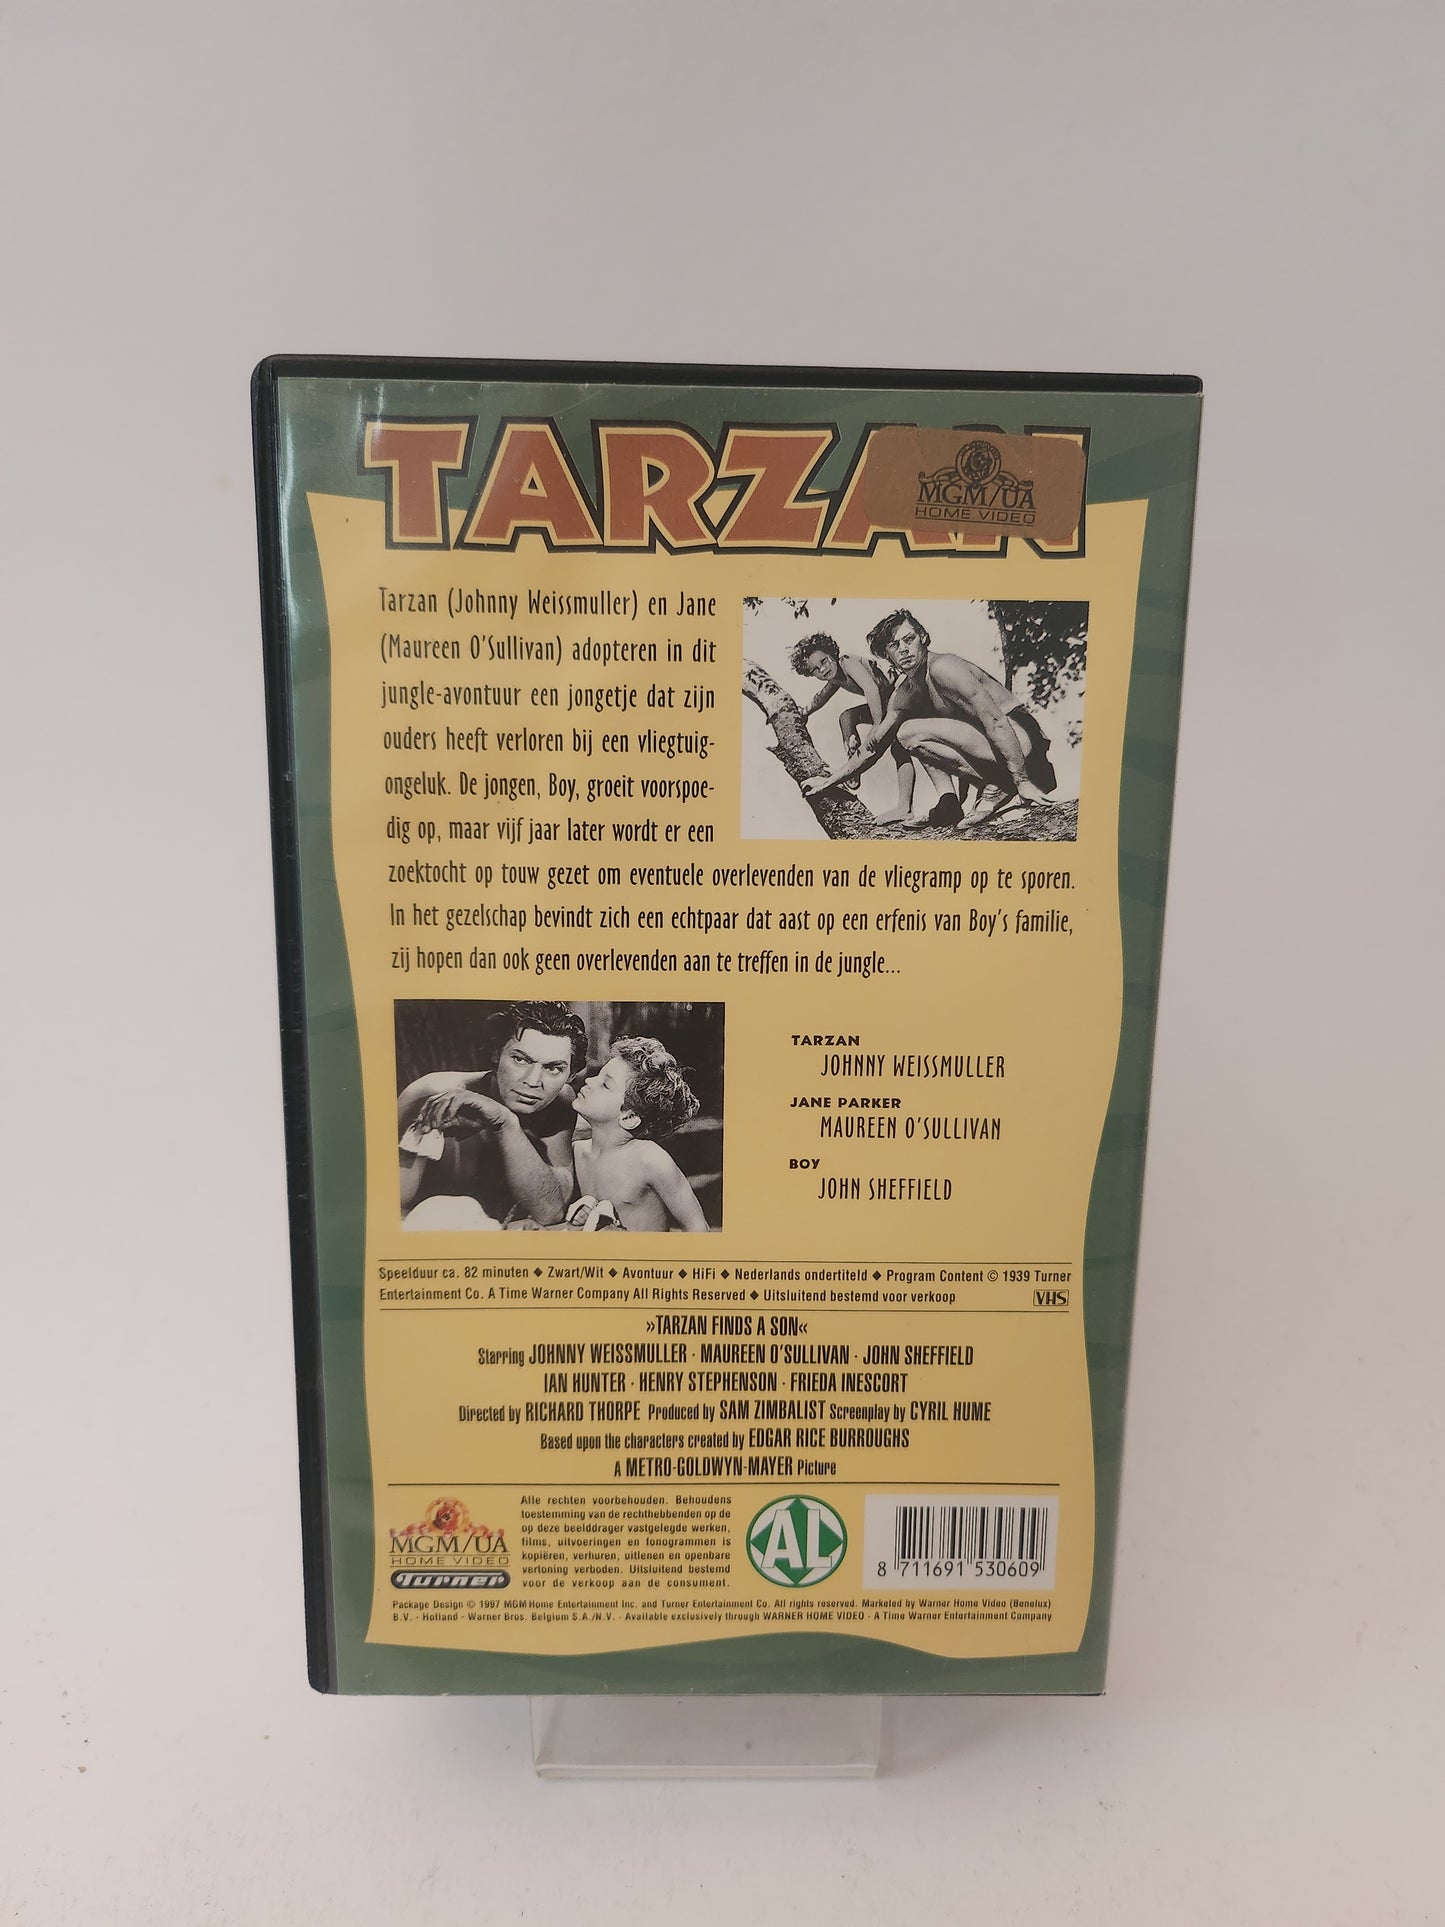 TARZAN
MGM/UA
HOME VIDEO
Tarzan (Johnny Weissmuller) en Jane
(Maureen O'Sullivan) adopteren in dit
jungle-avontuur een jongetje dat zijn
ouders heeft verloren bij een vliegtuig-
ongeluk. De jongen, Boy, groeit voorspoe-
dig op, maar vijf jaar later wordt er een
zoektocht op touw gezet om eventuele overlevenden van de vliegramp op te sporen.
In het gezelschap bevindt zich een echtpaar dat aast op een erfenis van Boy's familie,
zij hopen dan ook geen overlevenden aan te treffen in de jungle...
TARZAN
JOHNNY WEISSMULLER
JANE PARKER
MAUREEN O'SULLIVAN
BOY
JOHN SHEFFIELD
Speelduur ca. 82 minuten ◆ Zwart/Wit ◆ Avontuur ◆ HiFi ◆ Nederlands ondertiteld ◆ Program Content © 1939 Turner
Entertainment Co. A Time Warner Company All Rights Reserved ◆ Uitsluitend bestemd voor verkoop
VHS
»TARZAN FINDS A SON«
Starring JOHNNY WEISSMULLER · MAUREEN O'SULLIVAN · JOHN SHEFFIELD
IAN HUNTER · HENRY STEPHENSON · FRIEDA INESCORT
Directed by RICHARD THORPE Produced by SAM ZIMBALIST Screenplay by CYRIL HUME
Based upon the characters created by EDGAR RICE BURROUGHS
A METRO-GOLDWYN-MAYER Picture
MGM/UA
HOME VIDEO
Turner
Alle rechten voorbehouden. Behoudens
toestemming van de rechthebbenden op de
op deze beelddrager vastgelegde werken,
films, uitvoeringen en fonogrammen is
kopiëren, verhuren, uitlenen en openbare
vertoning verboden. Uitsluitend bestemd
voor de verkoop aan de consument.
AL
8 711691 530609
Package Design © 1997 MGM Home Entertainment Inc. and Turner Entertainment Co. All rights reserved. Marketed by Warner Home Video (Benelux)
B.V. - Holland - Warner Bros. Belgium S.A./N.V. · Available exclusively through WARNER HOME VIDEO · A Time Warner Entertainment Company